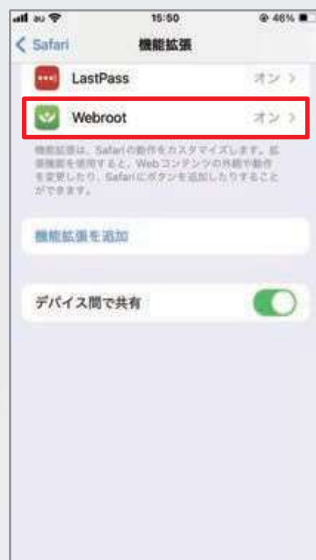 au 15:50 46%
Safari 機能拡張
LastPass オン
Webroot オン
機能拡張は、Safariの動作をカスタマイズします。拡
張機能を使用すると、Webコンテンツの外観や動作
を変更したり、Safariにボタンを追加したりすること
ができます。
機能拡張を追加
デバイス間で共有